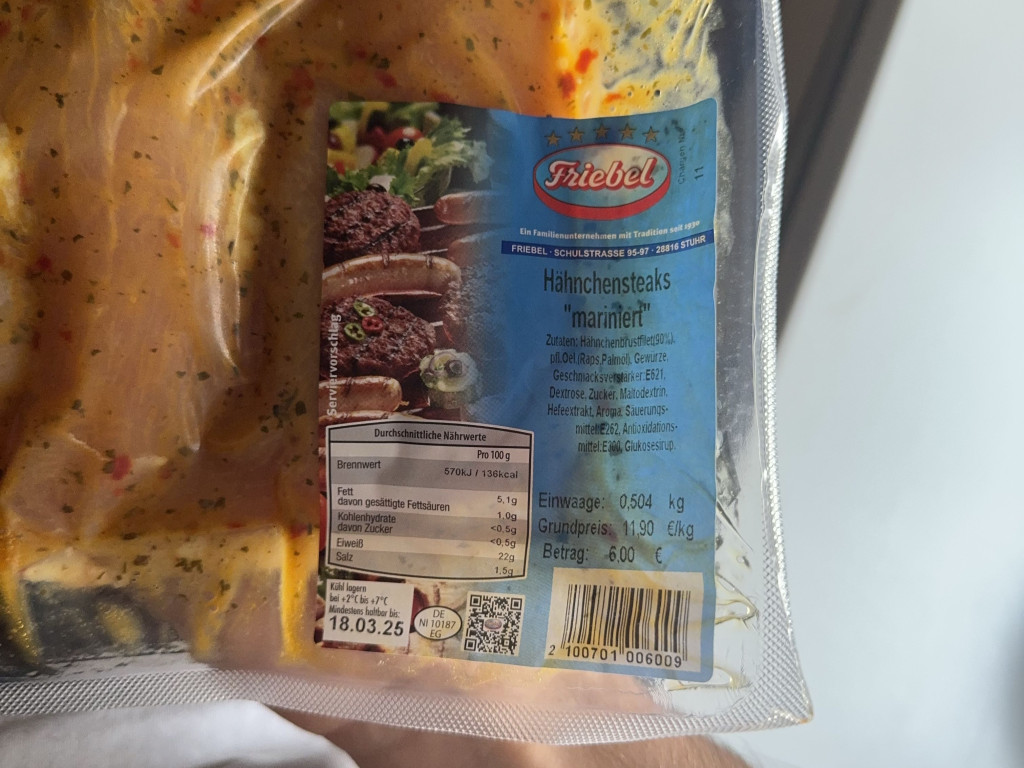 Friebel
Chargen Nr.
11
Ein Familienunternehmen mit Tradition seit 1930
FRIEBEL · SCHULSTRASSE 95-97 · 28816 STUHR
Hähnchensteaks
"mariniert"
Zutaten: Hähnchenbrustfilet(90%),
pfl.Oel (Raps,Palmöl), Gewürze,
Geschmacksverstärker:E621,
Dextrose, Zucker, Maltodextrin,
Hefeextrakt, Aroma, Säuerungs-
mittel:E262, Antioxidations-
mittel:E300, Glukosesirup.
Serviervorschlag
Durchschnittliche Nährwerte
Pro 100 g
Brennwert 570kJ / 136kcal
Fett 5,1g
davon gesättigte Fettsäuren 1,0g
Kohlenhydrate <0,5g
davon Zucker <0,5g
Eiweiß 22g
Salz 1,5g
Einwaage: 0,504 kg
Grundpreis: 11,90 €/kg
Betrag: 6,00 €
Kühl lagern
bei +2°C bis +7°C
Mindestens haltbar bis:
18.03.25
DE
NI 10187
EG
2 100701 006009